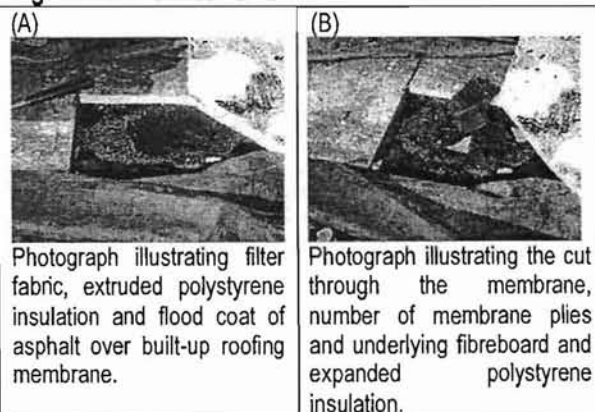 (A)
Photograph illustrating filter
fabric, extruded polystyrene
insulation and flood coat of
asphalt over built-up roofing
membrane.
(B)
Photograph illustrating the cut
through the membrane,
number of membrane plies
and underlying fibreboard and
expanded polystyrene
insulation.